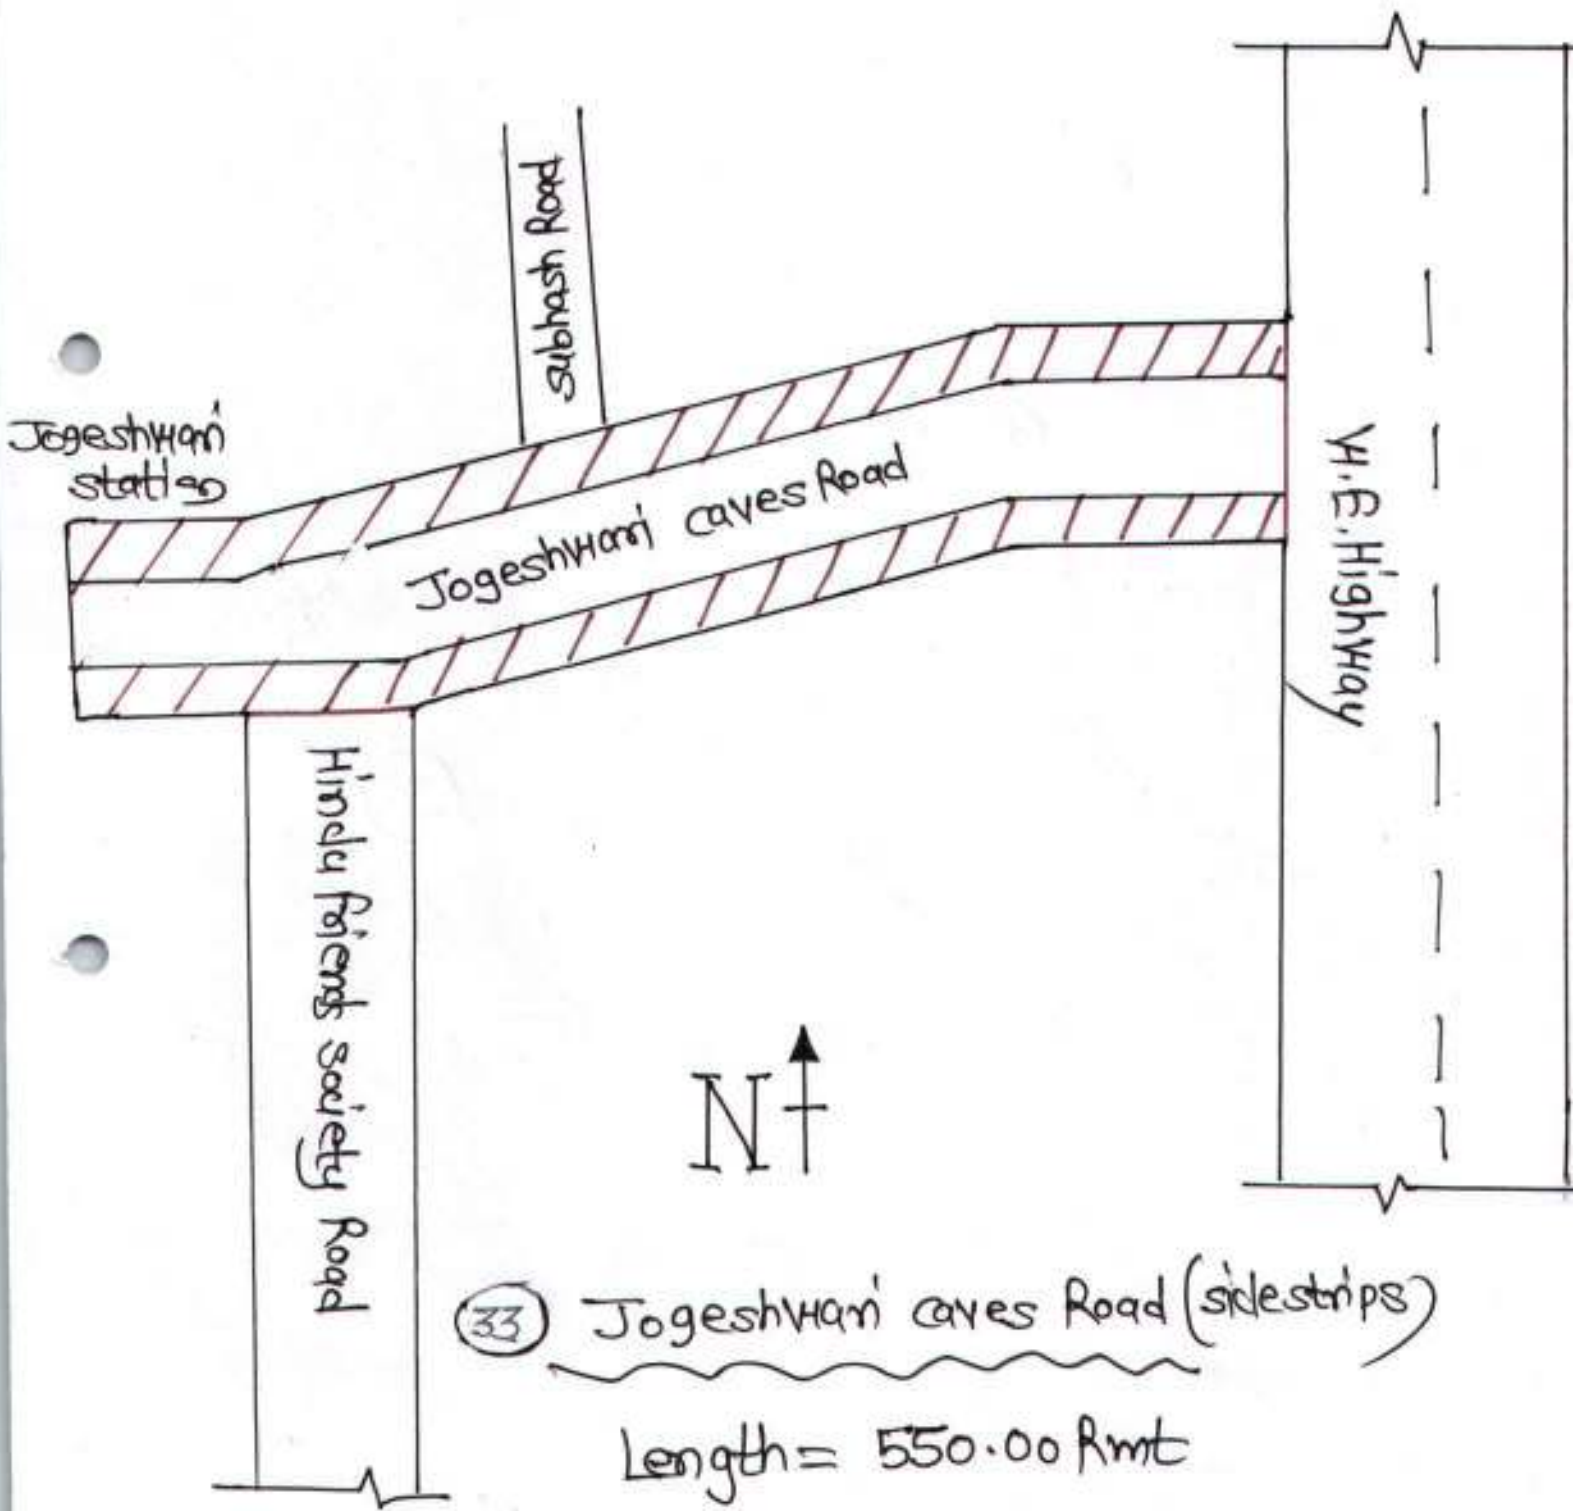 Subhash Road
Jogeshwari
station
Jogeshwari caves Road
W.E. Highway
Hindu friends society Road
N
33 Jogeshwari caves Road (sidestrips)
Length = 550.00 Rmt